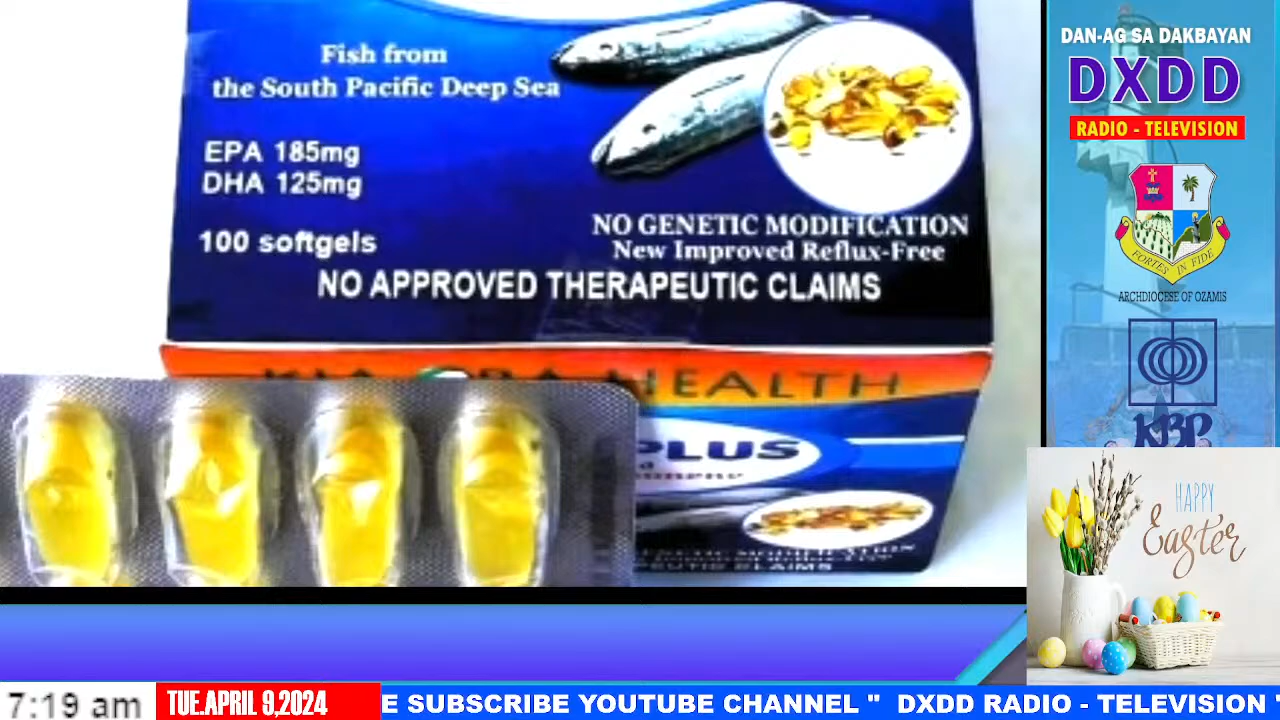 Fish from
the South Pacific Deep Sea
EPA 185mg
DHA 125mg
100 softgels
NO GENETIC MODIFICATION
New Improved Reflux-Free
NO APPROVED THERAPEUTIC CLAIMS
HEALTH
PLUS
DAN-AG SA DAKBAYAN
DXDD
RADIO - TELEVISION
FORTES IN FIDE
ARCHDIOCESE OF OZAMIS
KBP
HAPPY
Easter
7:19 am
TUE.APRIL 9,2024
E SUBSCRIBE YOUTUBE CHANNEL " DXDD RADIO - TELEVISION "